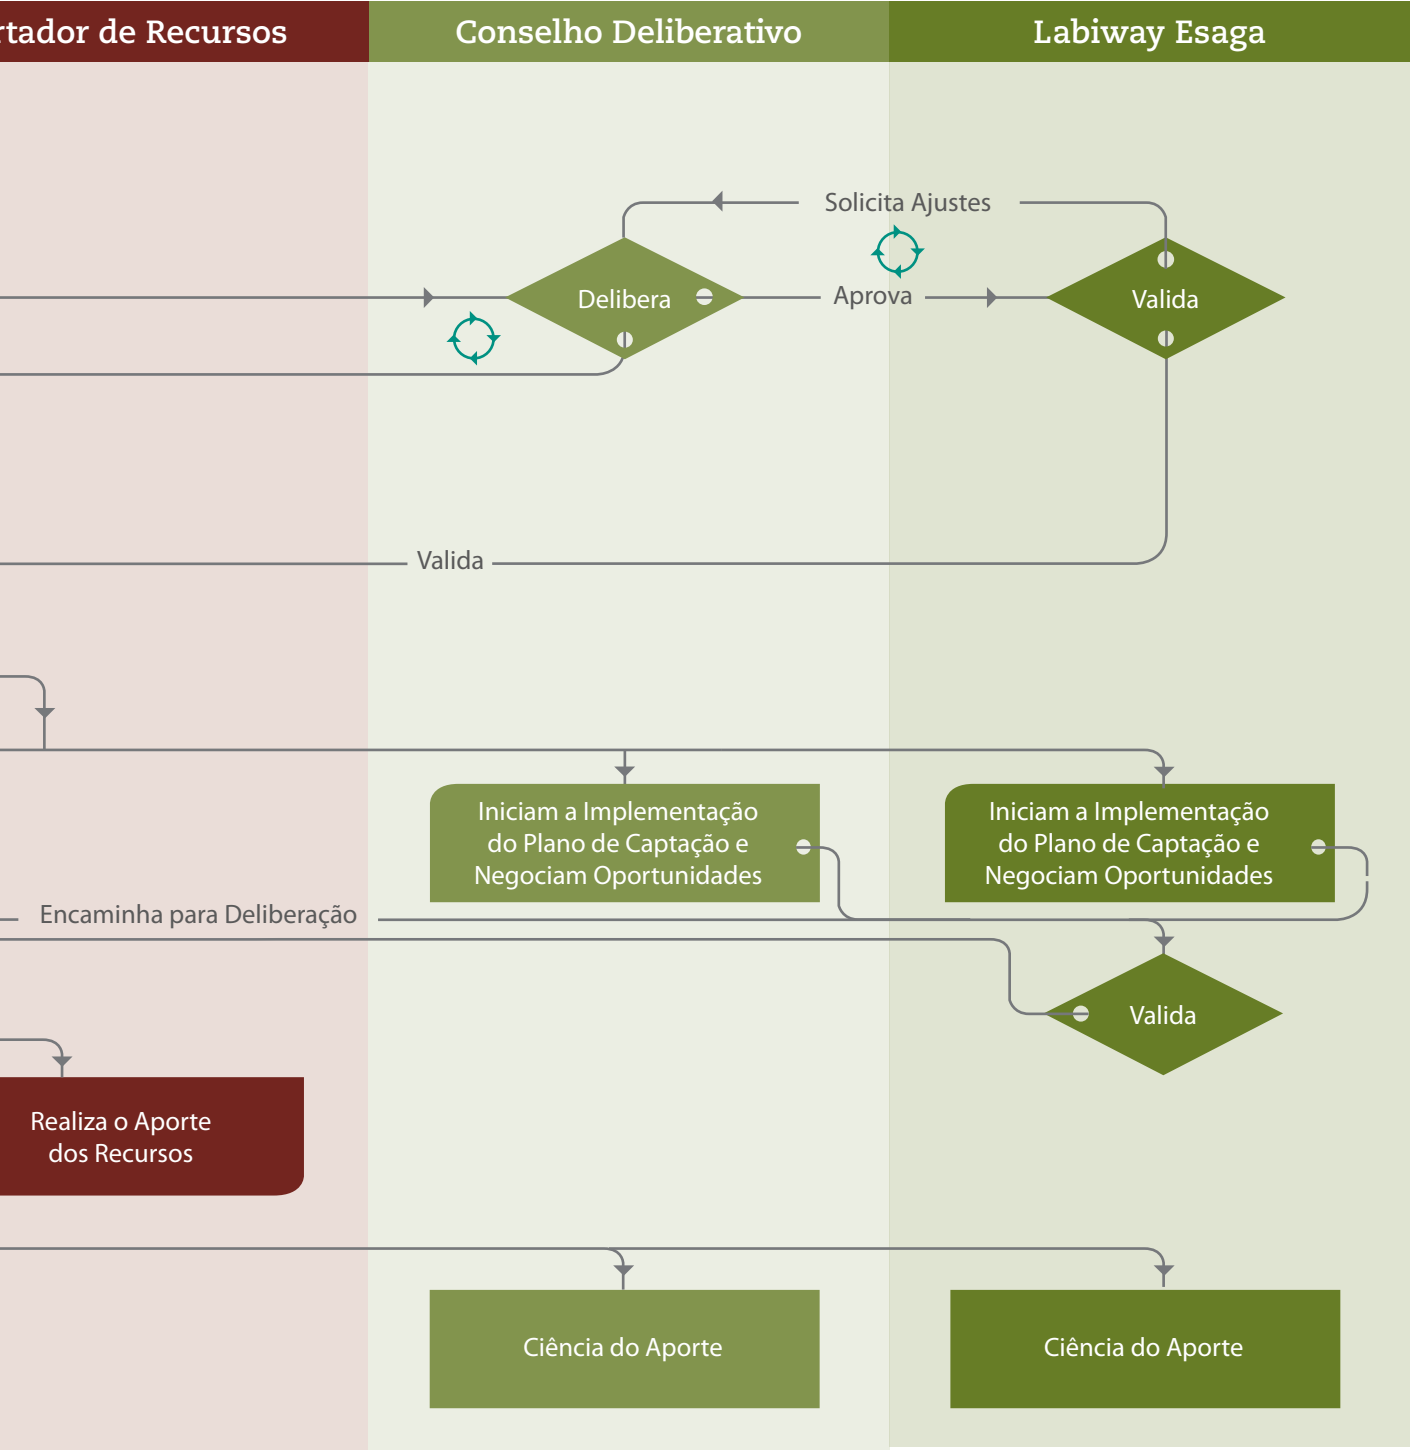 rtador de Recursos
Conselho Deliberativo
Labiway Esaga
Solicita Ajustes
Delibera
Aprova
Valida
Valida
Iniciam a Implementação
do Plano de Captação e
Negociam Oportunidades
Iniciam a Implementação
do Plano de Captação e
Negociam Oportunidades
Encaminha para Deliberação
Valida
Realiza o Aporte
dos Recursos
Ciência do Aporte
Ciência do Aporte